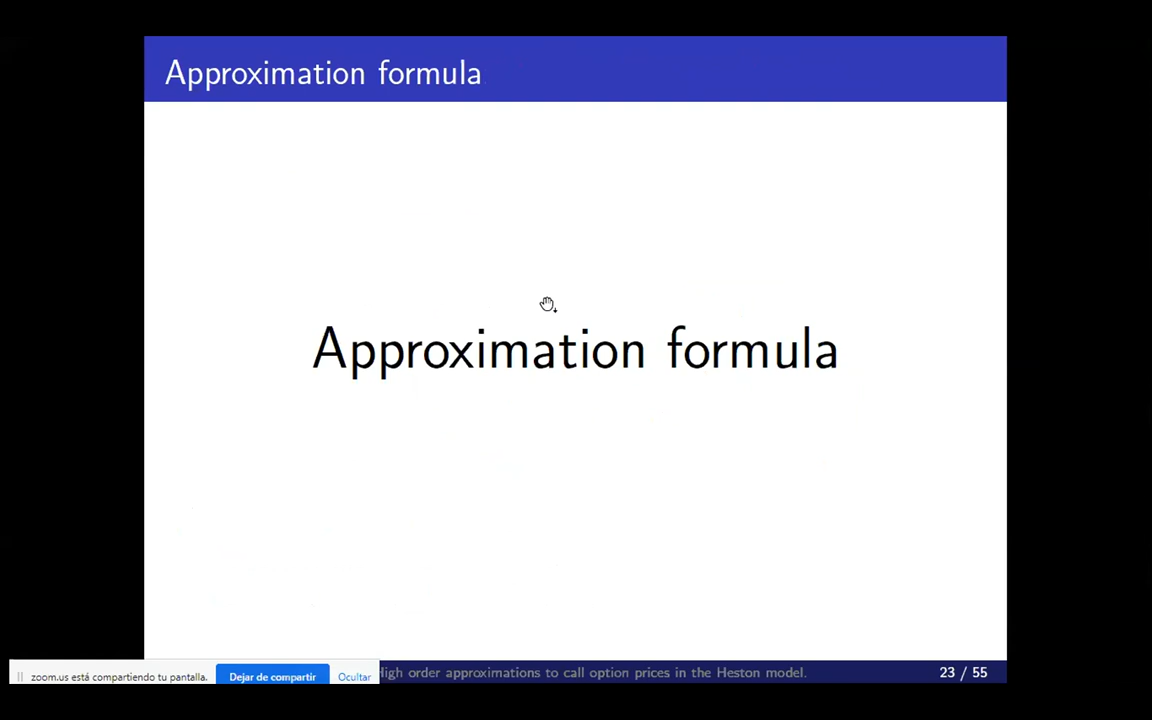 Approximation formula
Approximation formula
zoom.us está compartiendo tu pantalla.
Dejar de compartir
Ocultar
High order approximations to call option prices in the Heston model.
23 / 55